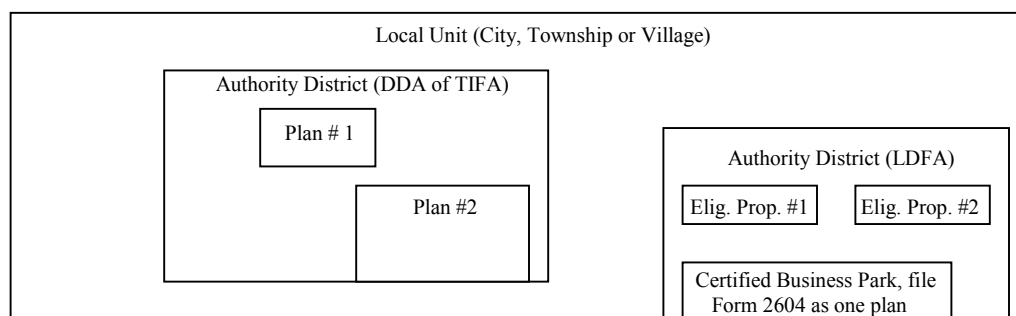 Local Unit (City, Township or Village)
Authority District (DDA of TIFA)
Plan # 1
Plan #2
Authority District (LDFA)
Elig. Prop. #1
Elig. Prop. #2
Certified Business Park, file
Form 2604 as one plan